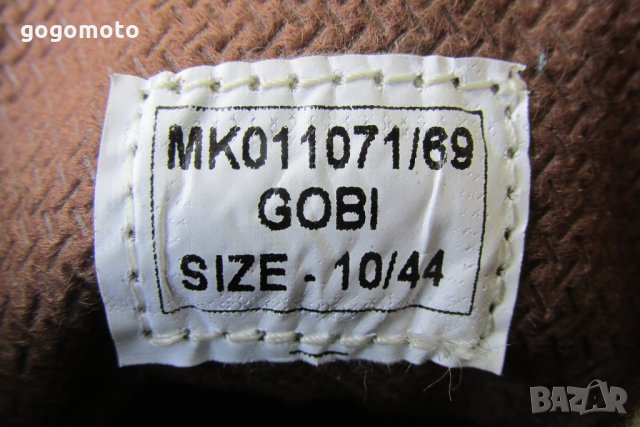 gogomoto
MK011071/69
GOBI
SIZE - 10/44
BAZAR